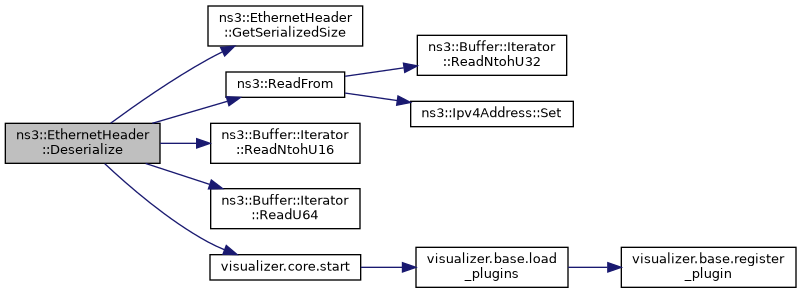 ns3::EthernetHeader
::GetSerializedSize
ns3::Buffer::Iterator
::ReadNtohU32
ns3::ReadFrom
ns3::Ipv4Address::Set
ns3::EthernetHeader
::Deserialize
ns3::Buffer::Iterator
::ReadNtohU16
ns3::Buffer::Iterator
::ReadU64
visualizer.core.start
visualizer.base.load
_plugins
visualizer.base.register
_plugin